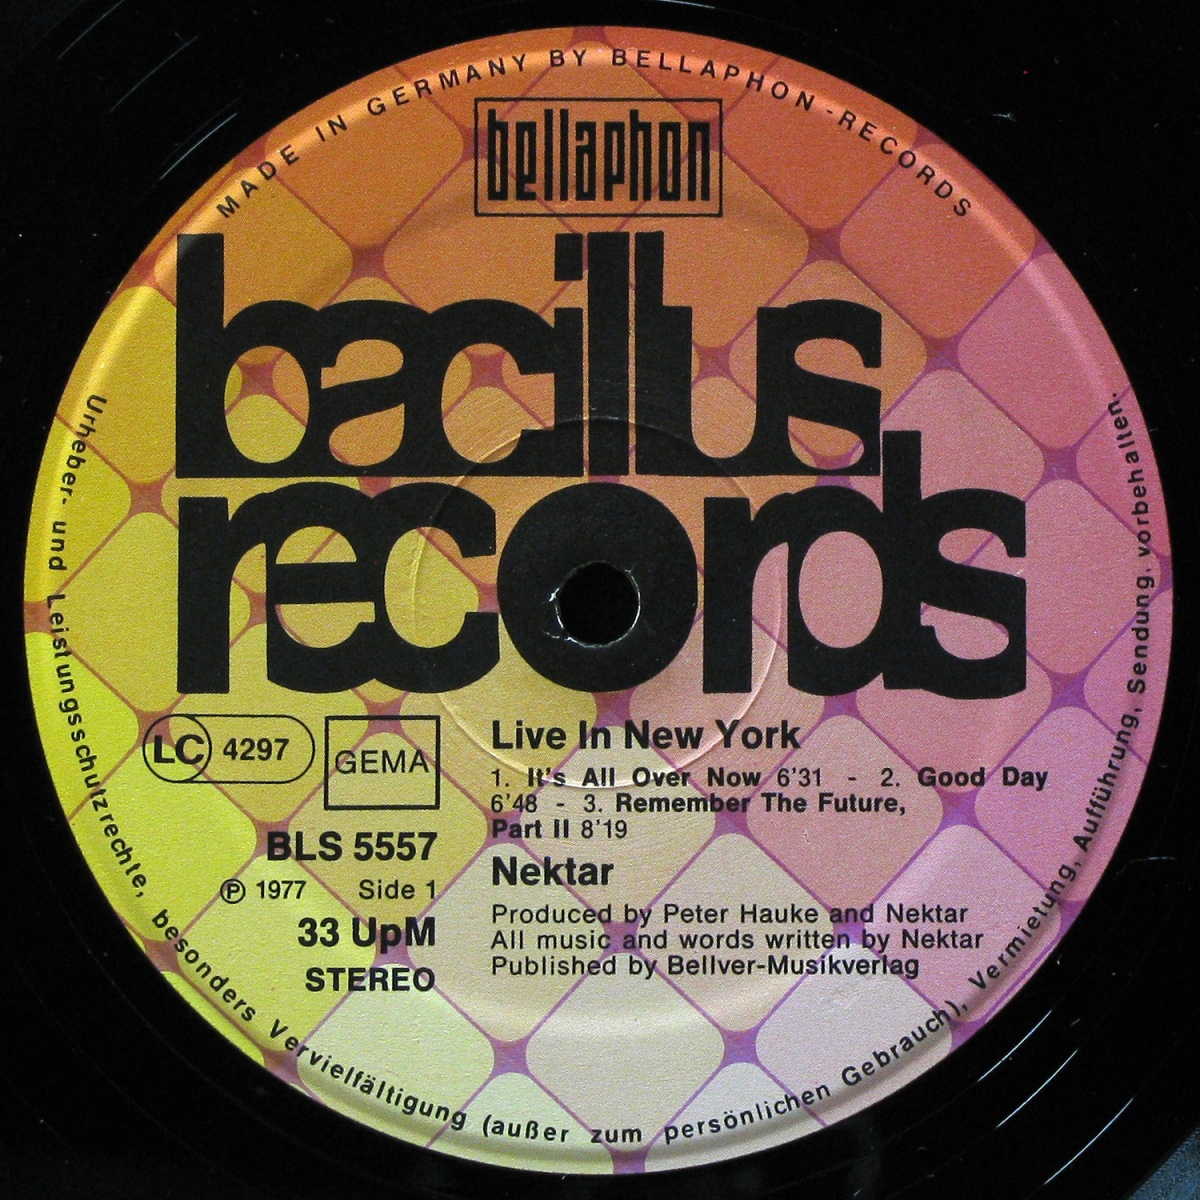 MADE IN GERMANY BY BELLAPHON-RECORDS
bellaphon
bacillus
records
LC 4297
GEMA
BLS 5557
Ⓟ 1977 Side 1
33 UpM
STEREO
Live In New York
1. It's All Over Now 6'31 - 2. Good Day
6'48 - 3. Remember The Future,
Part II 8'19
Nektar
Produced by Peter Hauke and Nektar
All music and words written by Nektar
Published by Bellver-Musikverlag
Urheber- und Leistungsschutzrechte, besonders Vervielfältigung (außer zum persönlichen Gebrauch), Vermietung, Aufführung, Sendung, vorbehalten.